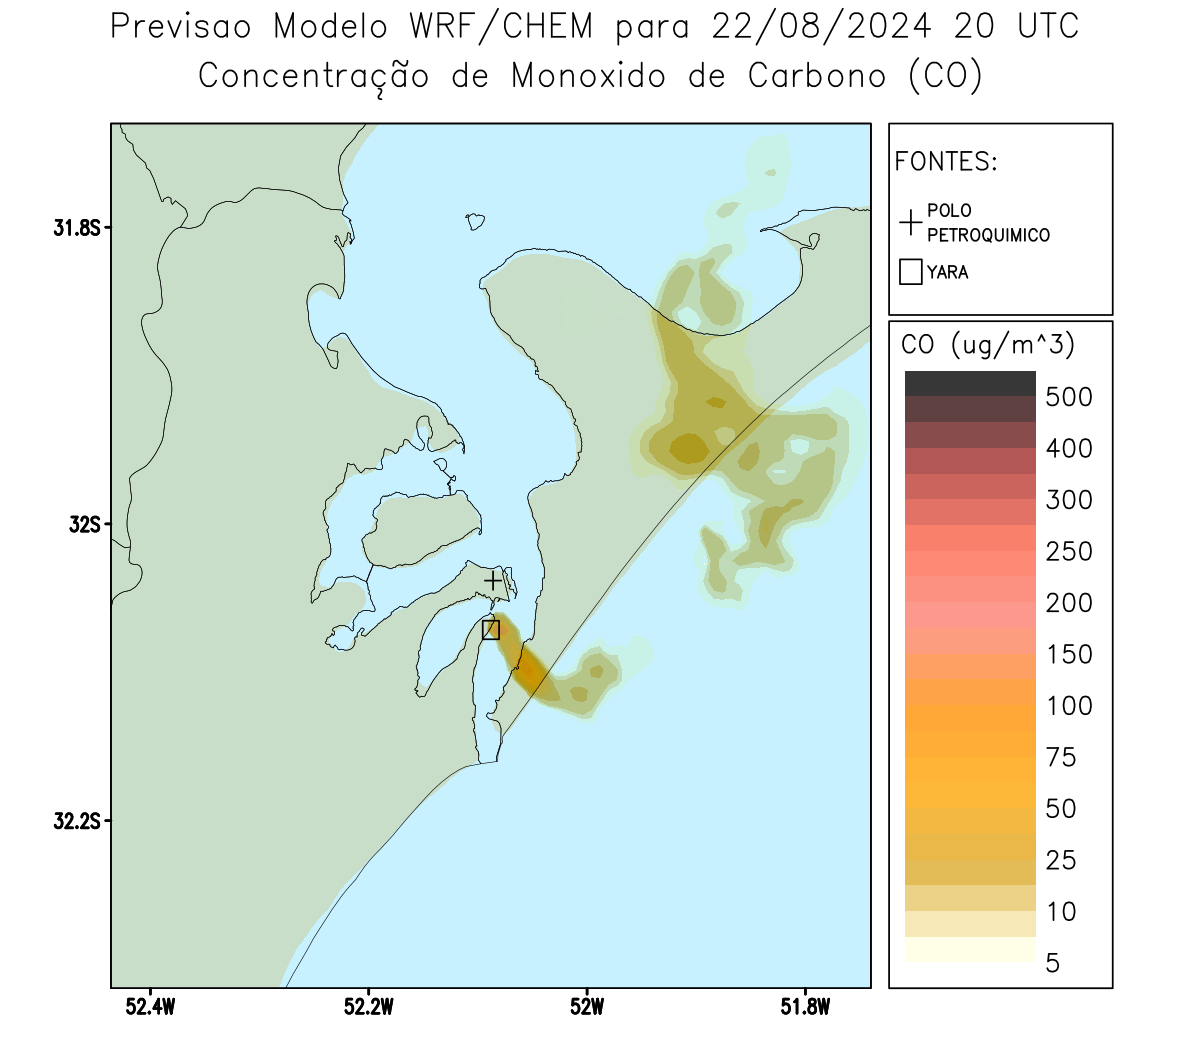 Previsao Modelo WRF/CHEM para 22/08/2024 20 UTC
Concentração de Monoxido de Carbono (CO)
FONTES:
POLO
PETROQUIMICO
YARA
CO (ug/m^3)
500
400
300
250
200
150
100
75
50
25
10
5
31.8S
32S
32.2S
52.4W
52.2W
52W
51.8W